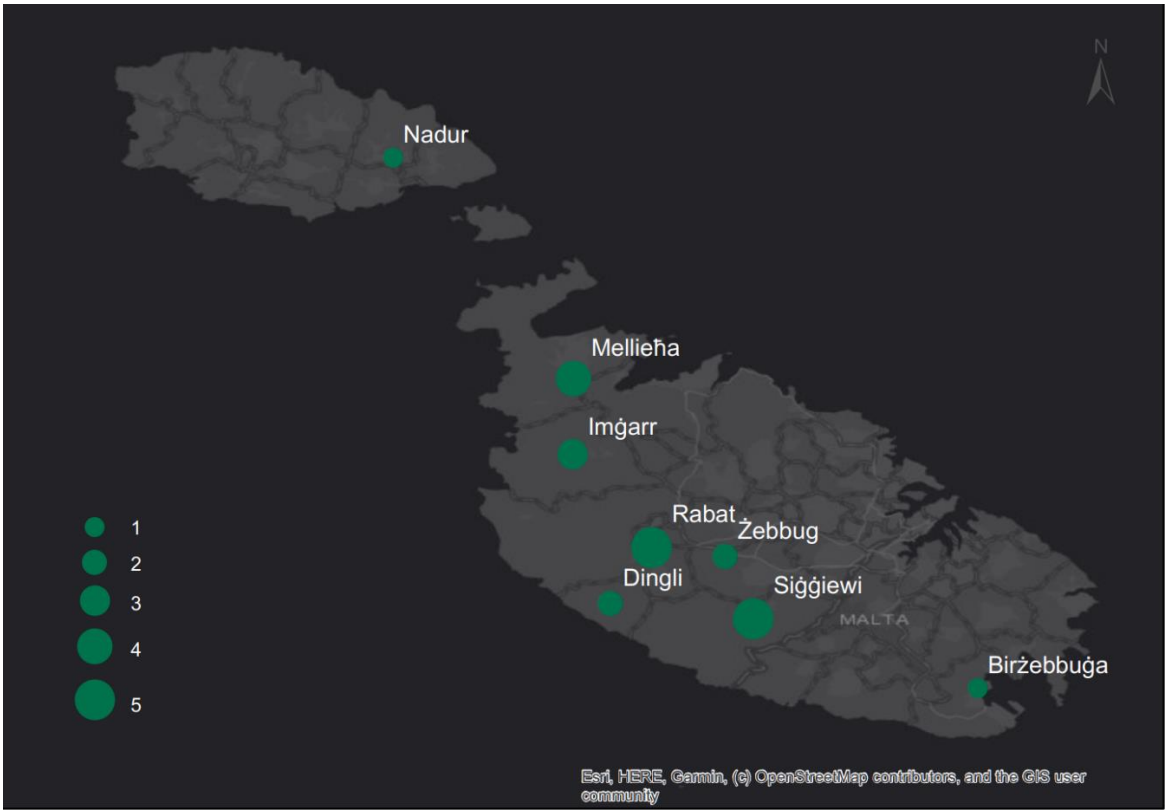 N
Nadur
Mellieħa
Imġarr
Rabat
Żebbug
Dingli
Siġġiewi
MALTA
Birżebbuġa
1
2
3
4
5
Esri, HERE, Garmin, (c) OpenStreetMap contributors, and the GIS user
community